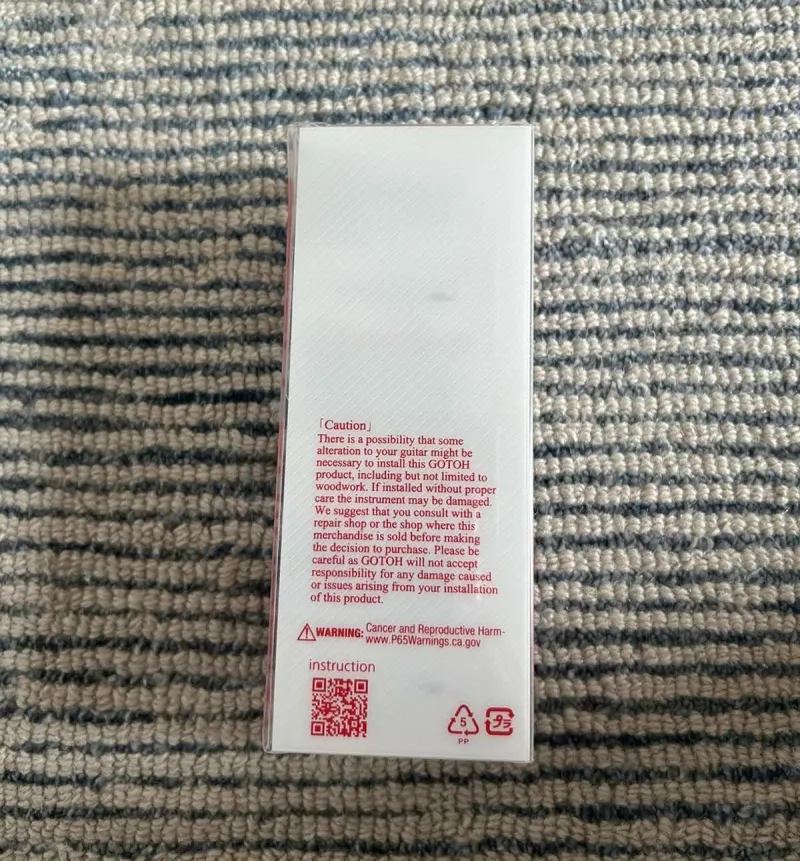 「Caution」
There is a possibility that some
alteration to your guitar might be
necessary to install this GOTOH
product, including but not limited to
woodwork. If installed without proper
care the instrument may be damaged.
We suggest that you consult with a
repair shop or the shop where this
merchandise is sold before making
the decision to purchase. Please be
careful as GOTOH will not accept
responsibility for any damage caused
or issues arising from your installation
of this product.
WARNING: Cancer and Reproductive Harm-
www.P65Warnings.ca.gov
instruction
5
PP
プラ